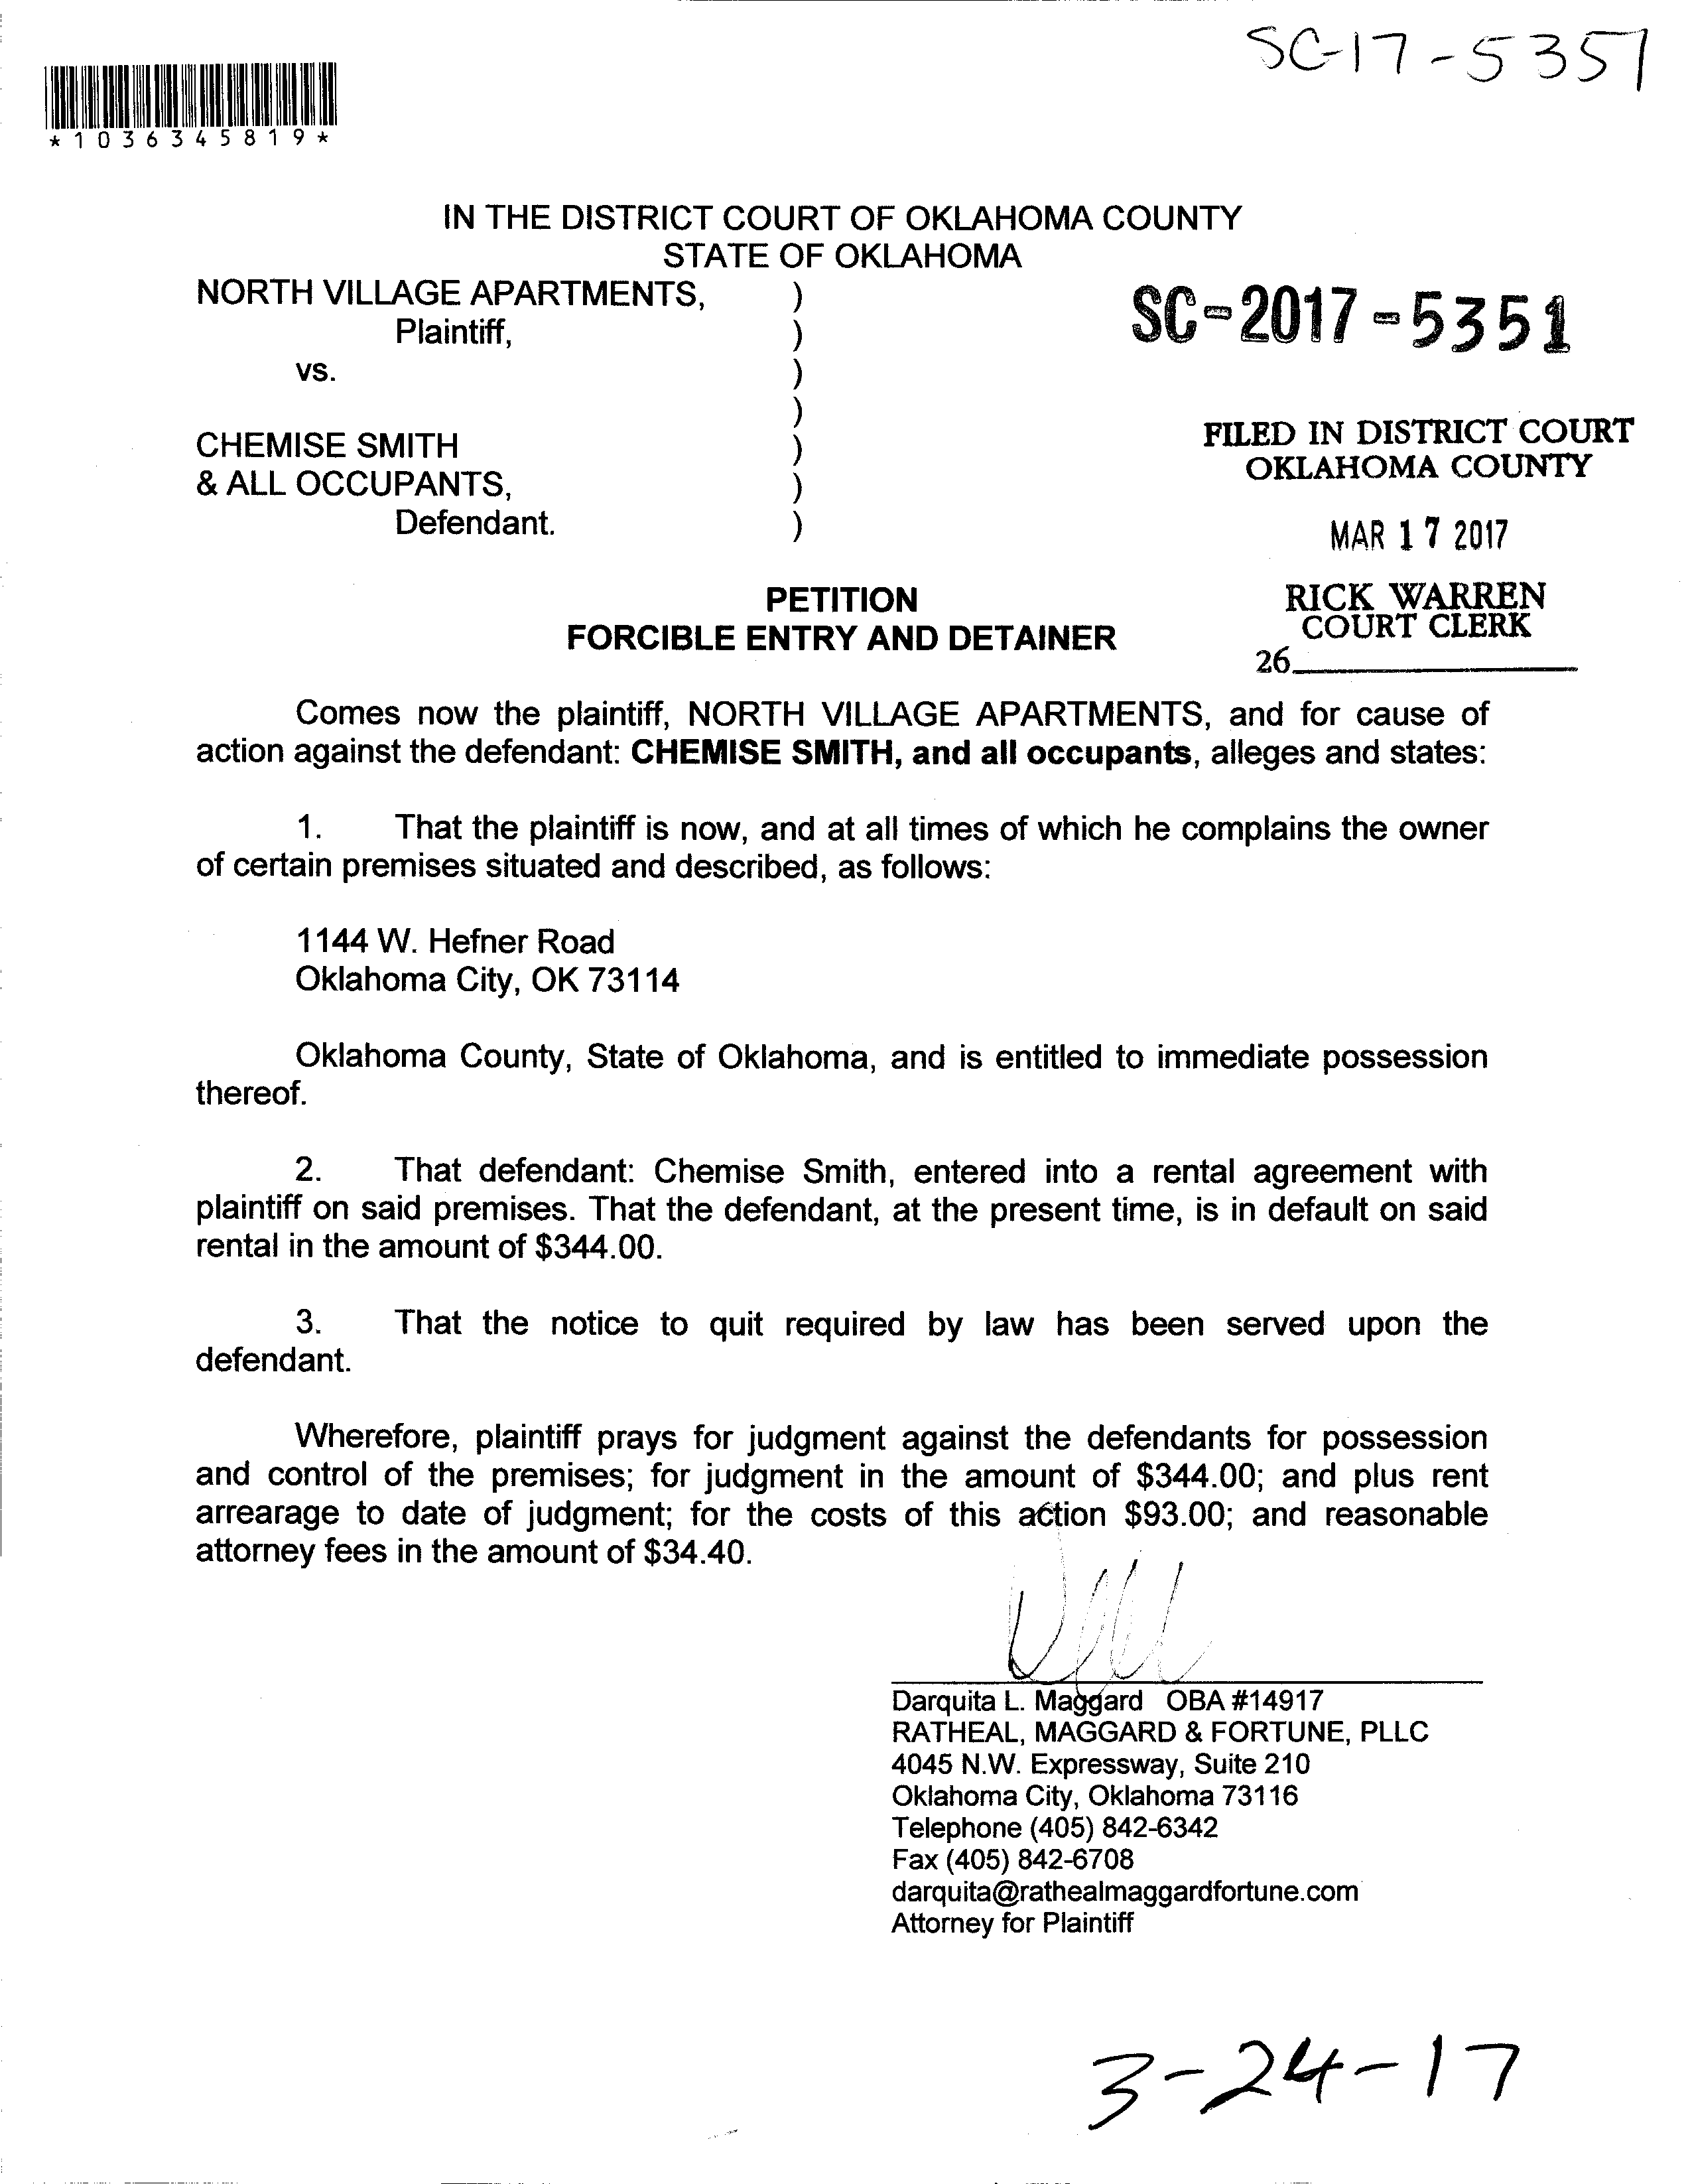 SC-17-5351
*1036345819*
IN THE DISTRICT COURT OF OKLAHOMA COUNTY
STATE OF OKLAHOMA
NORTH VILLAGE APARTMENTS, )
Plaintiff, )
vs. )
)
CHEMISE SMITH )
& ALL OCCUPANTS, )
Defendant. )
SC-2017-5351
FILED IN DISTRICT COURT
OKLAHOMA COUNTY
MAR 17 2017
RICK WARREN
COURT CLERK
26
PETITION
FORCIBLE ENTRY AND DETAINER
Comes now the plaintiff, NORTH VILLAGE APARTMENTS, and for cause of
action against the defendant: CHEMISE SMITH, and all occupants, alleges and states:
1. That the plaintiff is now, and at all times of which he complains the owner
of certain premises situated and described, as follows:
1144 W. Hefner Road
Oklahoma City, OK 73114
Oklahoma County, State of Oklahoma, and is entitled to immediate possession
thereof.
2. That defendant: Chemise Smith, entered into a rental agreement with
plaintiff on said premises. That the defendant, at the present time, is in default on said
rental in the amount of $344.00.
3. That the notice to quit required by law has been served upon the
defendant.
Wherefore, plaintiff prays for judgment against the defendants for possession
and control of the premises; for judgment in the amount of $344.00; and plus rent
arrearage to date of judgment; for the costs of this action $93.00; and reasonable
attorney fees in the amount of $34.40.
Darquita L. Maggard OBA #14917
RATHEAL, MAGGARD & FORTUNE, PLLC
4045 N.W. Expressway, Suite 210
Oklahoma City, Oklahoma 73116
Telephone (405) 842-6342
Fax (405) 842-6708
darquita@rathealmaggardfortune.com
Attorney for Plaintiff
3-24-17